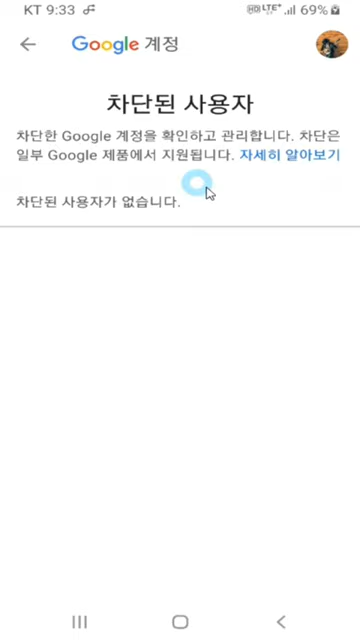 KT 9:33 LTE+ 69%
Google 계정
차단된 사용자
차단한 Google 계정을 확인하고 관리합니다. 차단은
일부 Google 제품에서 지원됩니다. 자세히 알아보기
차단된 사용자가 없습니다.